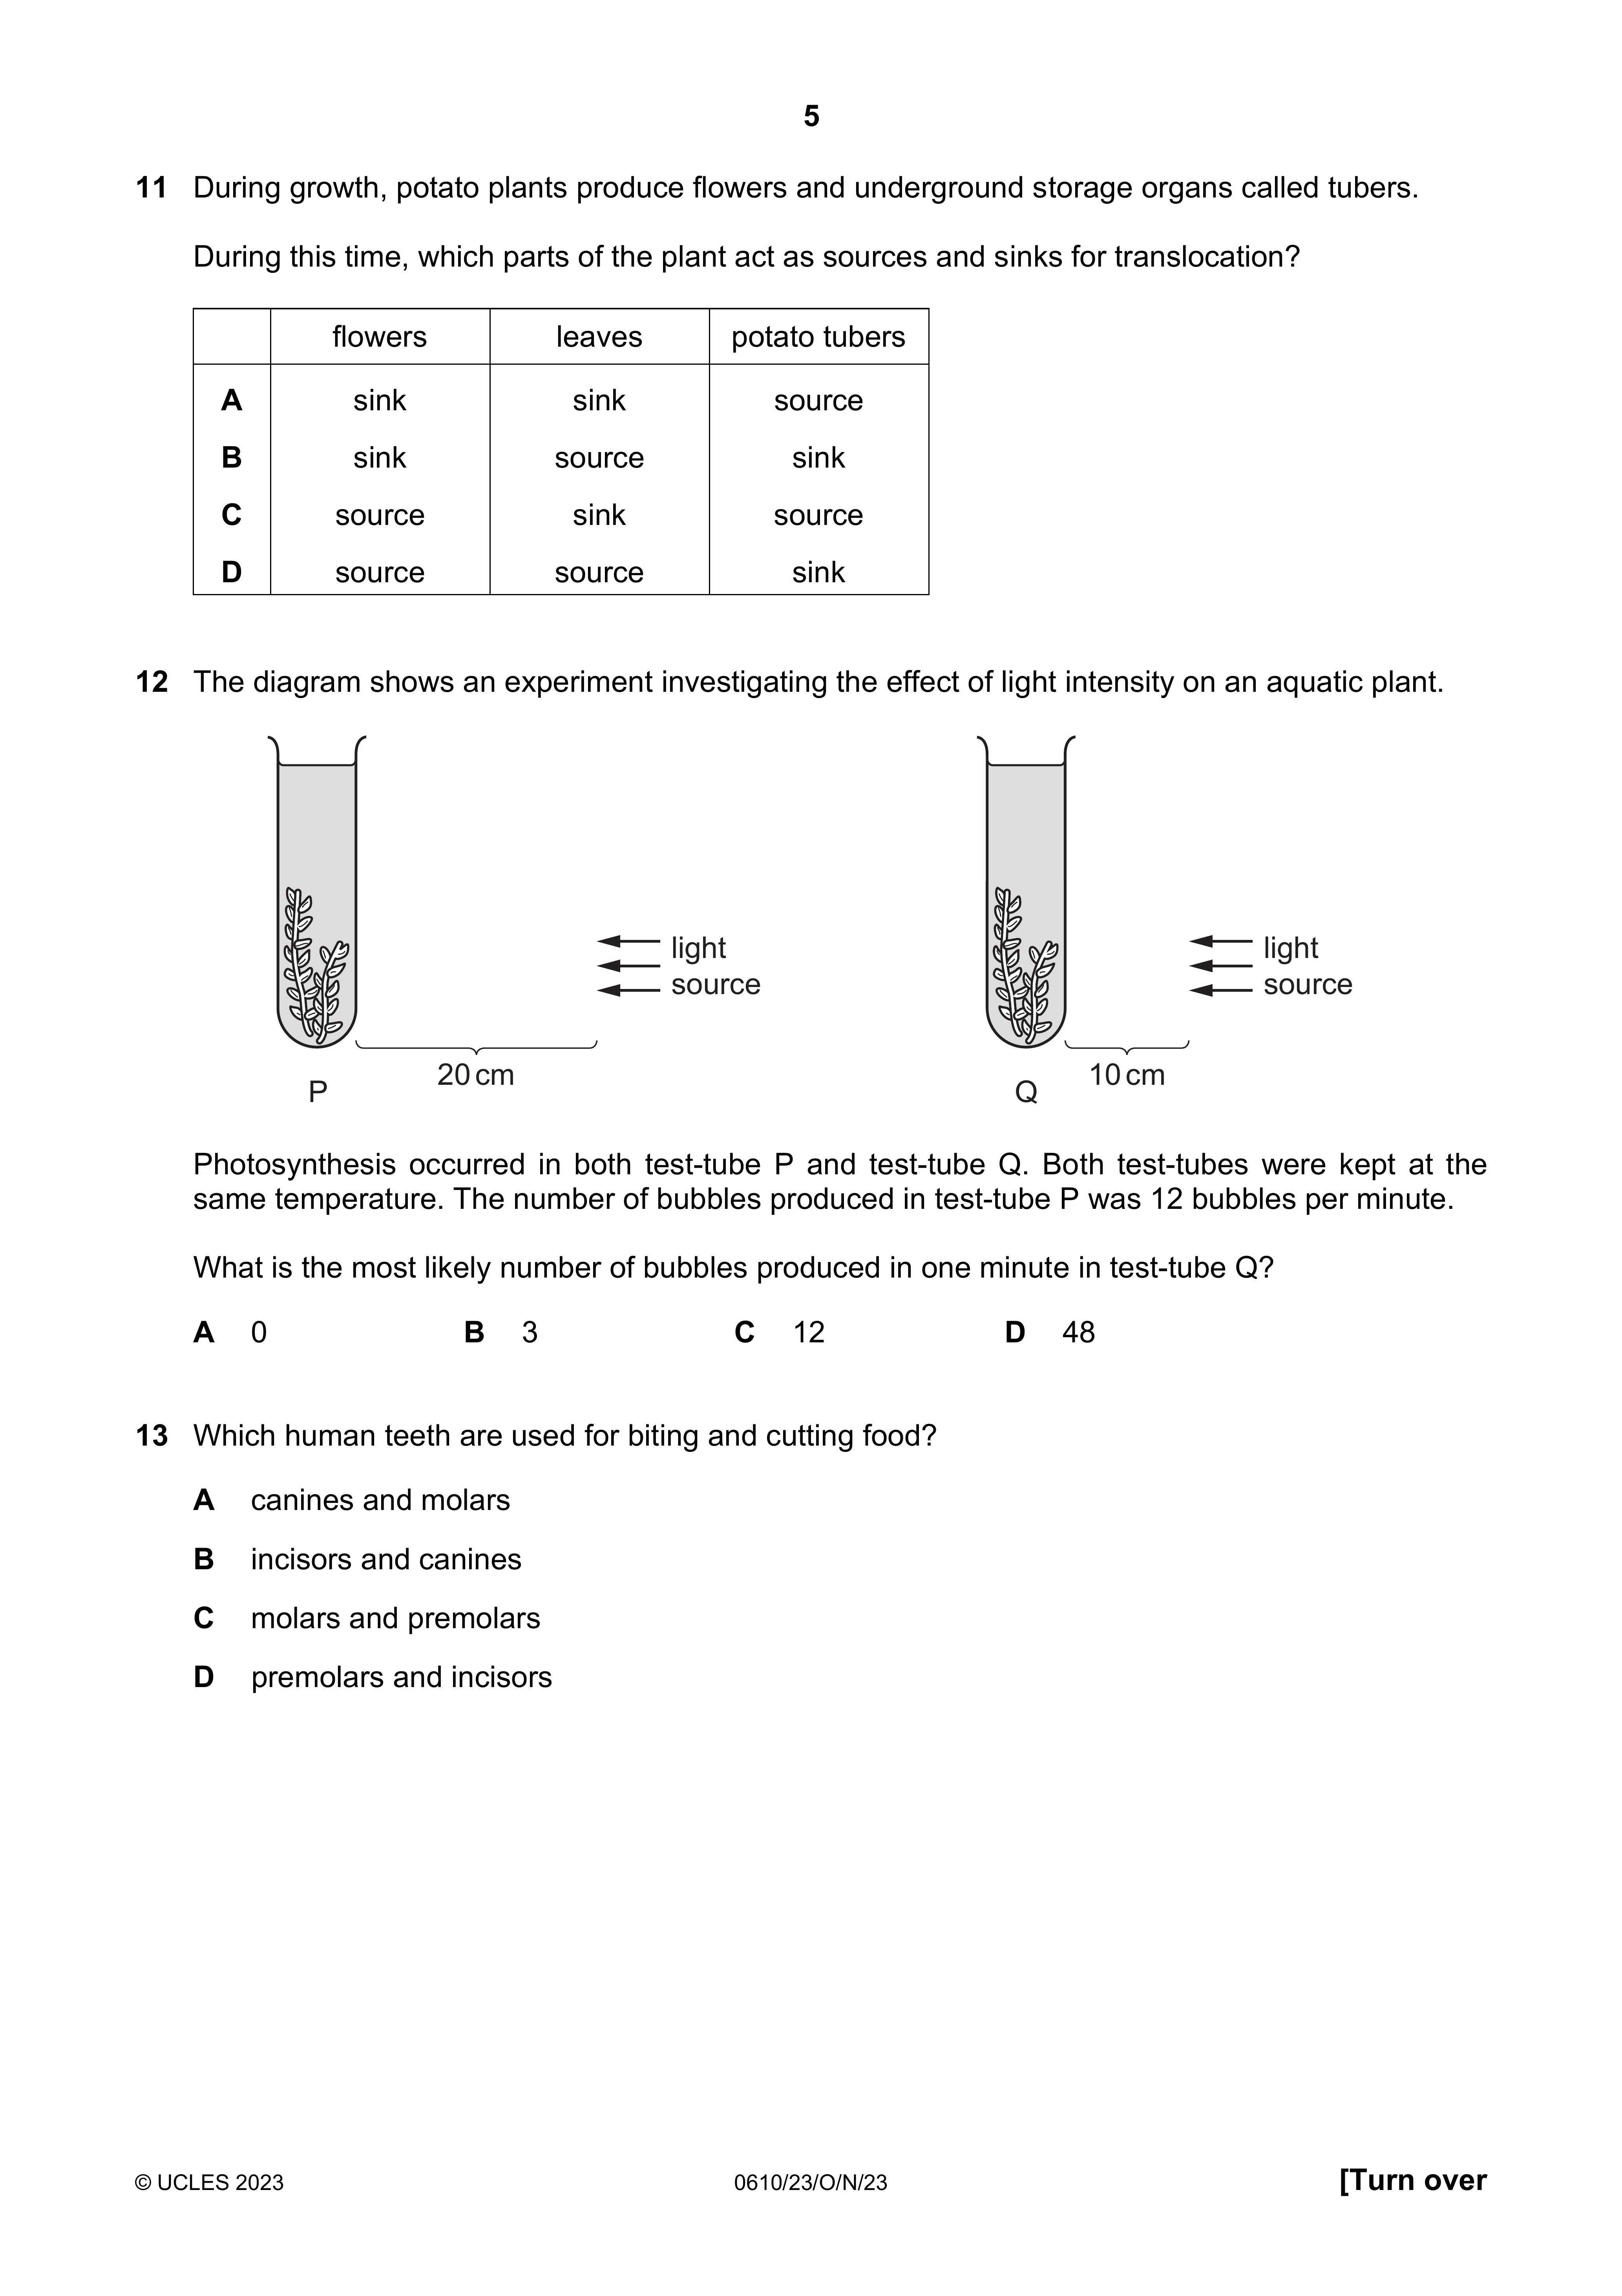 5
11 During growth, potato plants produce flowers and underground storage organs called tubers.
During this time, which parts of the plant act as sources and sinks for translocation?
flowers leaves potato tubers
A sink sink source
B sink source sink
C source sink source
D source source sink
12 The diagram shows an experiment investigating the effect of light intensity on an aquatic plant.
light
source
20 cm
P
light
source
10 cm
Q
Photosynthesis occurred in both test-tube P and test-tube Q. Both test-tubes were kept at the
same temperature. The number of bubbles produced in test-tube P was 12 bubbles per minute.
What is the most likely number of bubbles produced in one minute in test-tube Q?
A 0 B 3 C 12 D 48
13 Which human teeth are used for biting and cutting food?
A canines and molars
B incisors and canines
C molars and premolars
D premolars and incisors
© UCLES 2023 0610/23/O/N/23 [Turn over